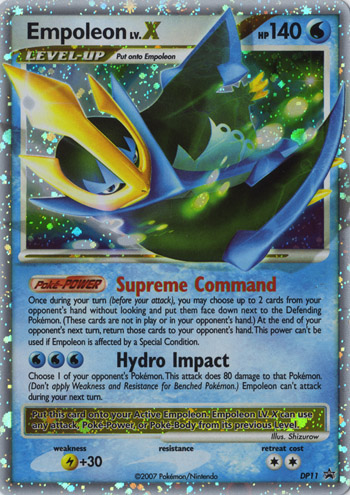 Empoleon LV.X HP 140
LEVEL-UP Put onto Empoleon
Poké-POWER Supreme Command
Once during your turn (before your attack), you may choose up to 2 cards from your
opponent's hand without looking and put them face down next to the Defending
Pokémon. (These cards are not in play or in your opponent's hand.) At the end of your
opponent's next turn, return those cards to your opponent's hand. This power can't be
used if Empoleon is affected by a Special Condition.
Hydro Impact
Choose 1 of your opponent's Pokémon. This attack does 80 damage to that Pokémon.
(Don't apply Weakness and Resistance for Benched Pokémon.) Empoleon can't attack
during your next turn.
Put this card onto your Active Empoleon. Empoleon LV. X can use
any attack, Poké-Power, or Poké-Body from its previous Level.
Illus. Shizurow
weakness resistance retreat cost
+30
©2007 Pokémon/Nintendo DP11
PROMO